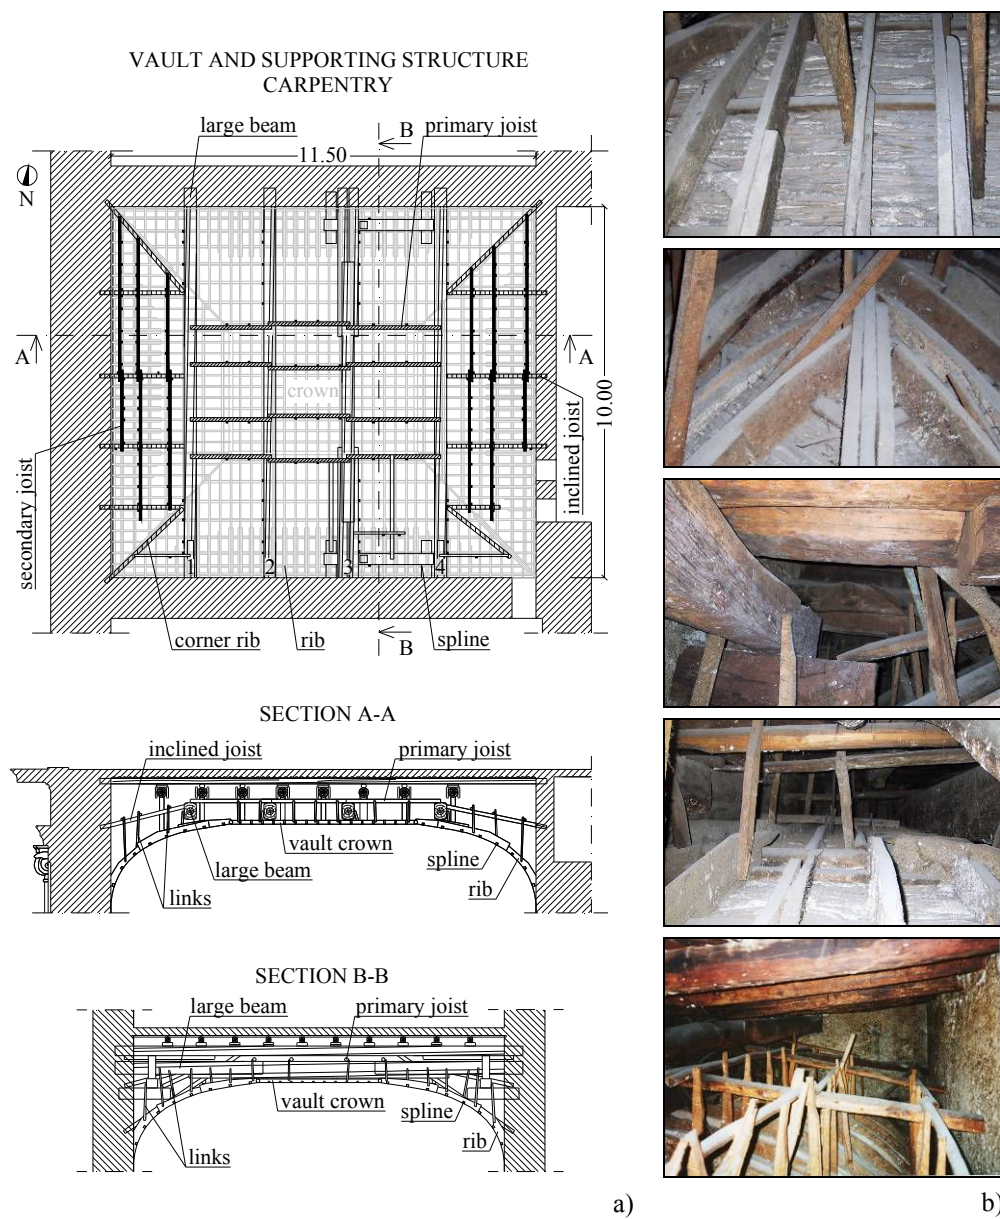 VAULT AND SUPPORTING STRUCTURE
CARPENTRY
large beam
B
primary joist
11.50
N
A
A
crown
10.00
secondary joist
inclined joist
1
2
3
4
corner rib
rib
B
spline
SECTION A-A
inclined joist
primary joist
vault crown
large beam
spline
rib
links
SECTION B-B
large beam
primary joist
vault crown
spline
rib
links
a)
b)